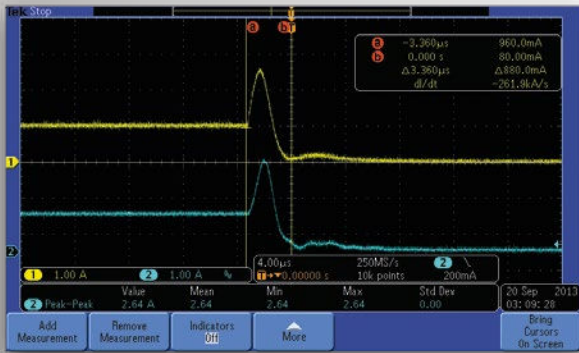 Tek Stop
T
a b T
a -3.360µs 960.0mA
b 0.000 s 80.00mA
Δ3.360µs Δ880.0mA
dI/dt -261.9kA/s
1
2
1 1.00 A 2 1.00 A
4.00µs 250MS/s 2 \
T→▼0.00000 s 10k points 200mA
Value Mean Min Max Std Dev
2 Peak-Peak 2.64 A 2.64 2.64 2.64 0.00
20 Sep 2013
03:09:28
Add Measurement
Remove Measurement
Indicators Off
More
Bring Cursors On Screen